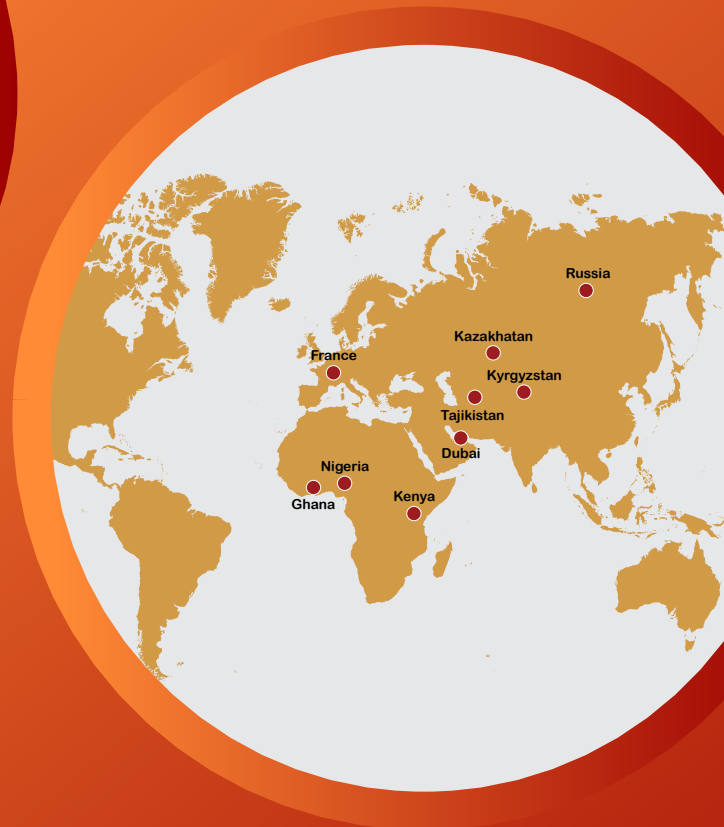 Russia
Kazakhatan
France
Kyrgyzstan
Tajikistan
Dubai
Nigeria
Kenya
Ghana